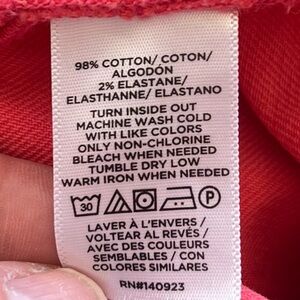 98% COTTON/ COTON/
ALGODÓN
2% ELASTANE/
ELASTHANNE/ ELASTANO
TURN INSIDE OUT
MACHINE WASH COLD
WITH LIKE COLORS
ONLY NON-CHLORINE
BLEACH WHEN NEEDED
TUMBLE DRY LOW
WARM IRON WHEN NEEDED
30 P
LAVER À L'ENVERS /
VOLTEAR AL REVÉS /
AVEC DES COULEURS
SEMBLABLES / CON
COLORES SIMILARES
RN#140923